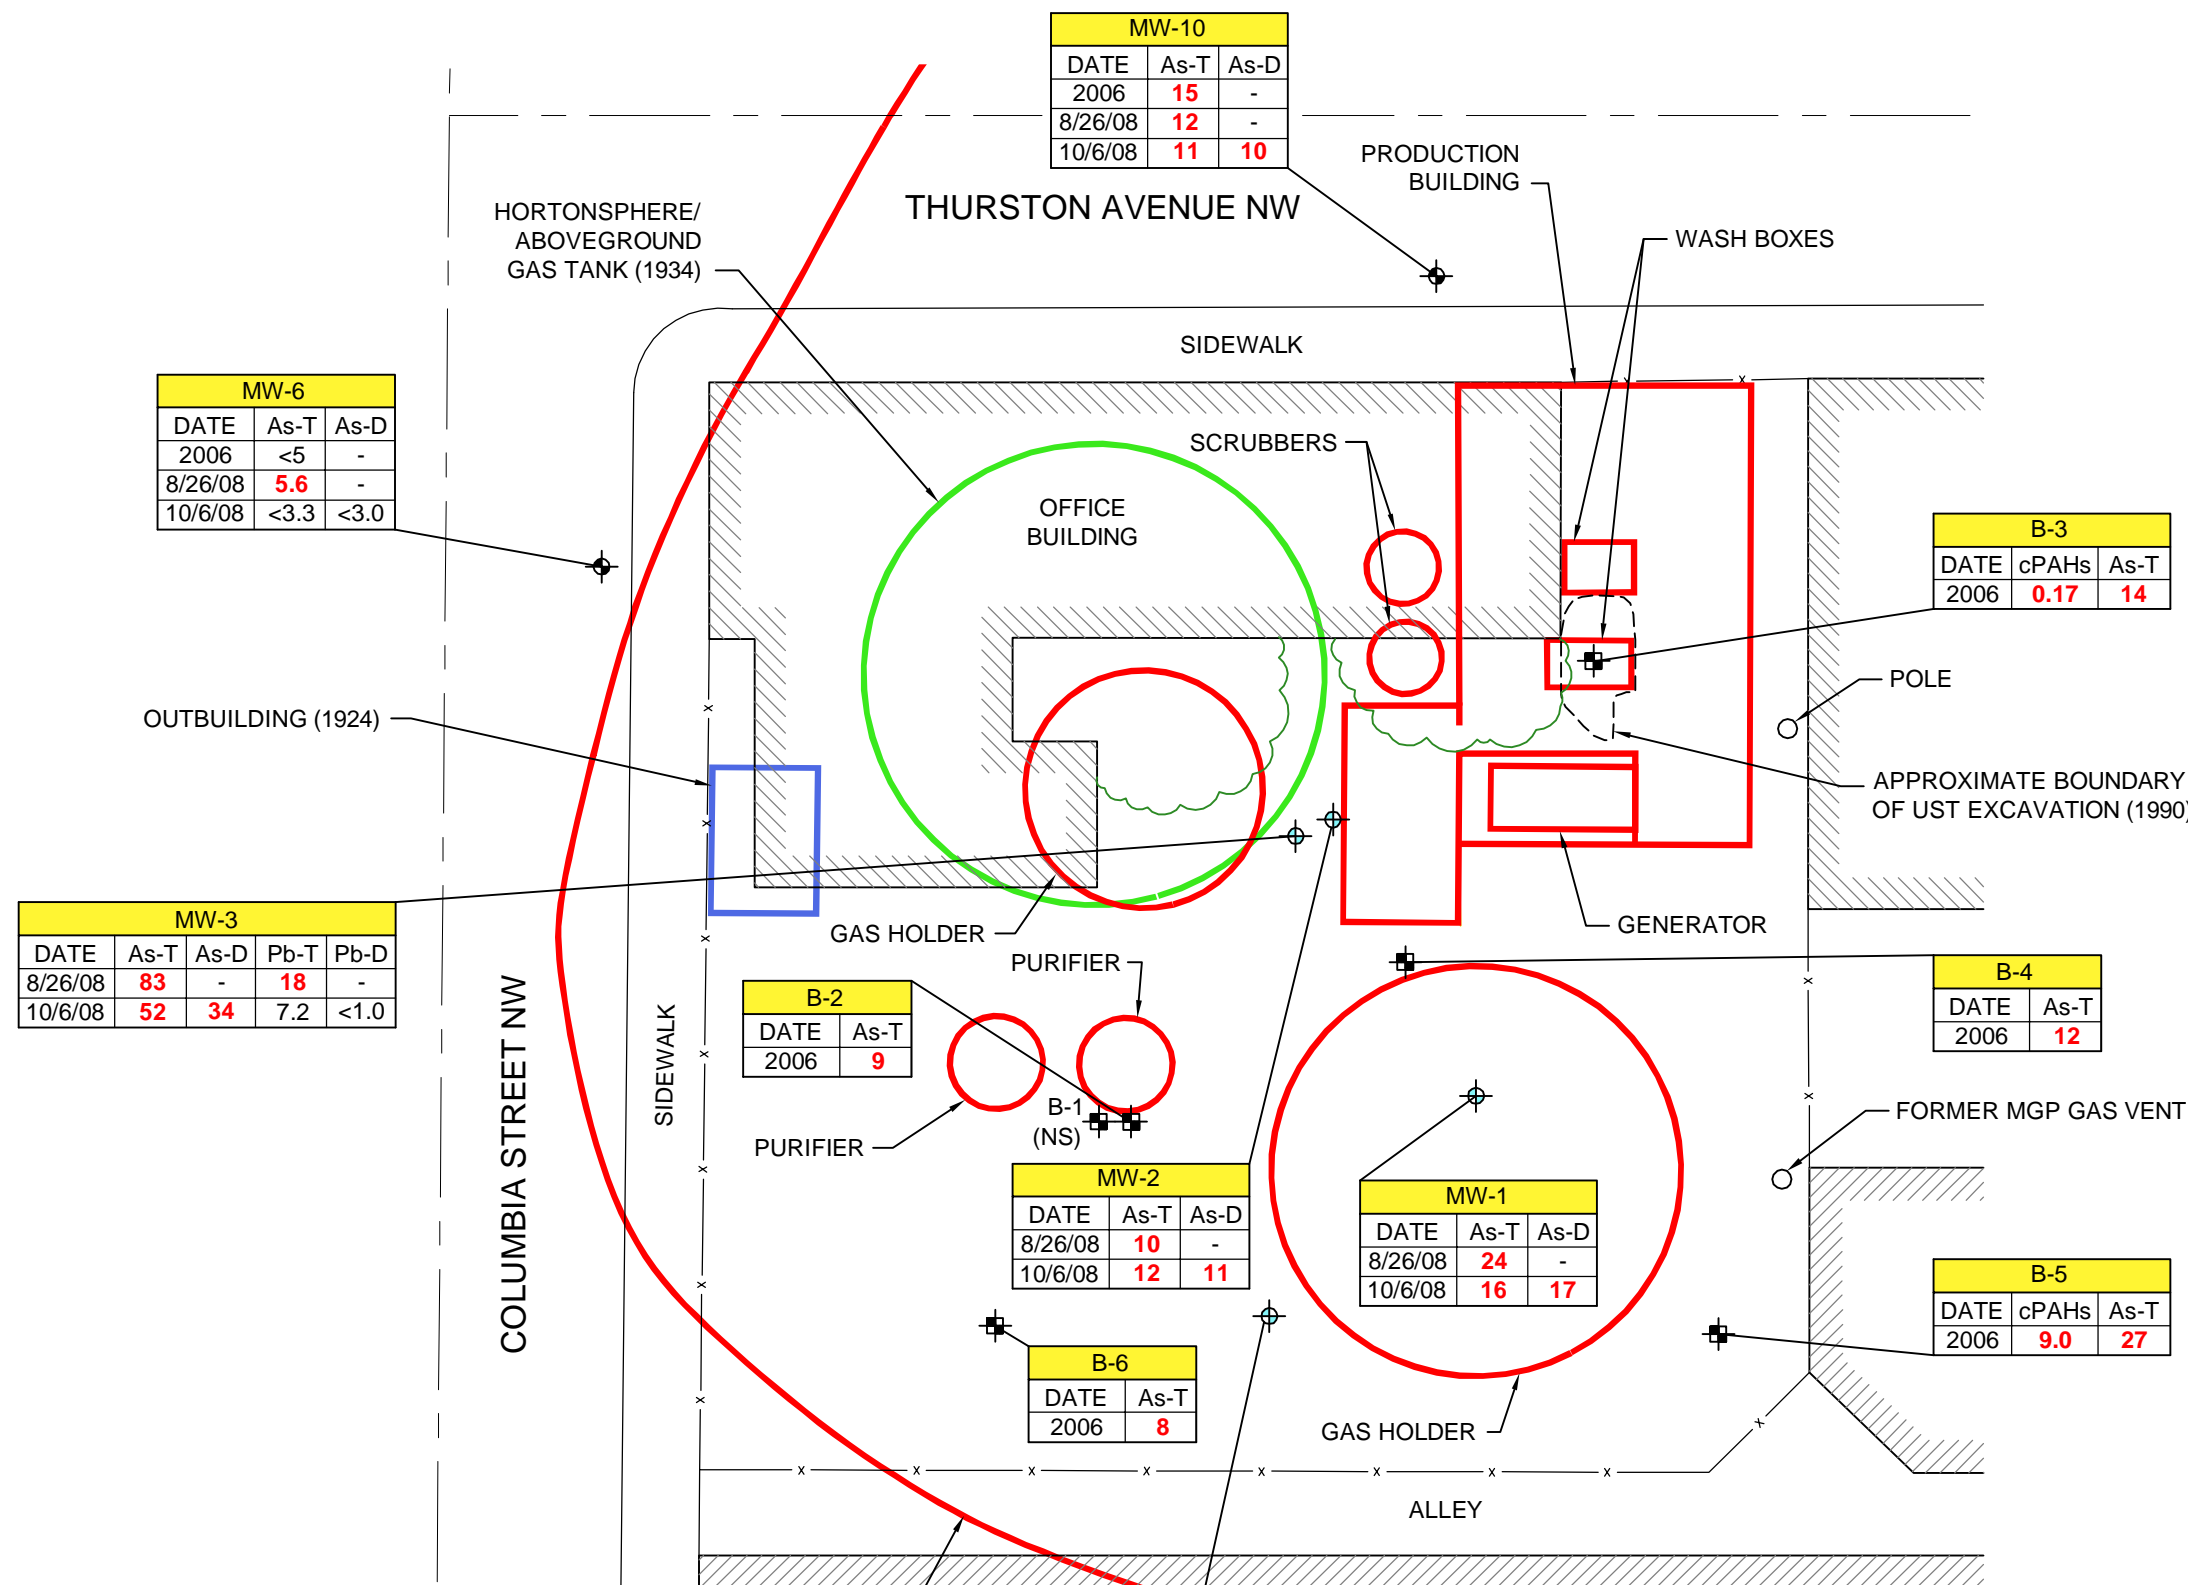 MW-10
DATE As-T As-D
2006 15 -
8/26/08 12 -
10/6/08 11 10
PRODUCTION
BUILDING
THURSTON AVENUE NW
HORTONSPHERE/
ABOVEGROUND
GAS TANK (1934)
WASH BOXES
SIDEWALK
MW-6
DATE As-T As-D
2006 <5 -
8/26/08 5.6 -
10/6/08 <3.3 <3.0
SCRUBBERS
OFFICE
BUILDING
B-3
DATE cPAHs As-T
2006 0.17 14
POLE
OUTBUILDING (1924)
APPROXIMATE BOUNDARY
OF UST EXCAVATION (1990)
MW-3
DATE As-T As-D Pb-T Pb-D
8/26/08 83 - 18 -
10/6/08 52 34 7.2 <1.0
GAS HOLDER
GENERATOR
PURIFIER
B-2
DATE As-T
2006 9
B-4
DATE As-T
2006 12
COLUMBIA STREET NW
SIDEWALK
B-1
(NS)
PURIFIER
FORMER MGP GAS VENT
MW-2
DATE As-T As-D
8/26/08 10 -
10/6/08 12 11
MW-1
DATE As-T As-D
8/26/08 24 -
10/6/08 16 17
B-5
DATE cPAHs As-T
2006 9.0 27
B-6
DATE As-T
2006 8
GAS HOLDER
ALLEY